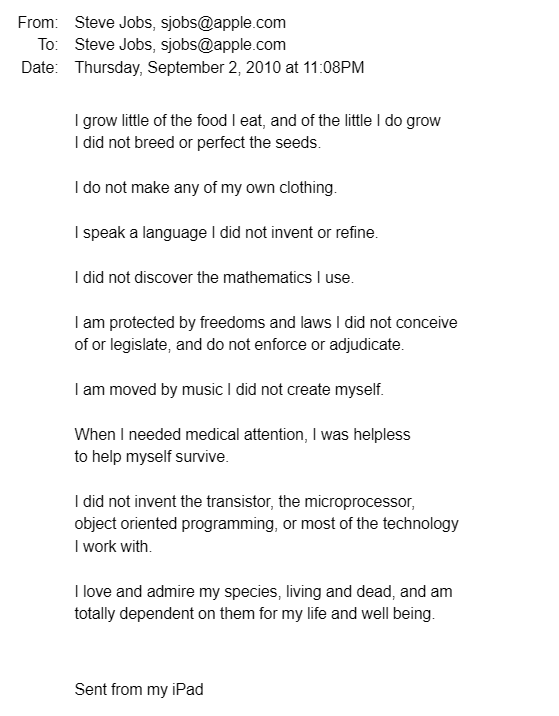 From: Steve Jobs, sjobs@apple.com
To: Steve Jobs, sjobs@apple.com
Date: Thursday, September 2, 2010 at 11:08PM
I grow little of the food I eat, and of the little I do grow
I did not breed or perfect the seeds.
I do not make any of my own clothing.
I speak a language I did not invent or refine.
I did not discover the mathematics I use.
I am protected by freedoms and laws I did not conceive
of or legislate, and do not enforce or adjudicate.
I am moved by music I did not create myself.
When I needed medical attention, I was helpless
to help myself survive.
I did not invent the transistor, the microprocessor,
object oriented programming, or most of the technology
I work with.
I love and admire my species, living and dead, and am
totally dependent on them for my life and well being.
Sent from my iPad